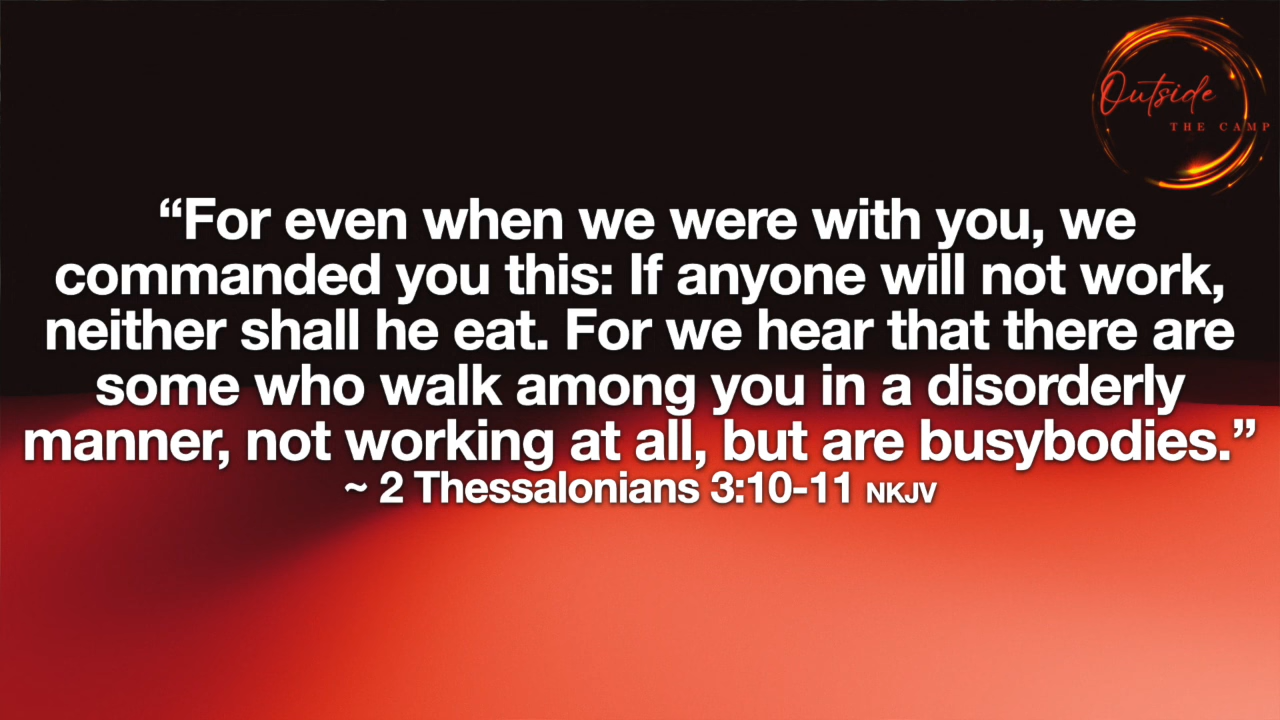 Outside
THE CAMP
“For even when we were with you, we
commanded you this: If anyone will not work,
neither shall he eat. For we hear that there are
some who walk among you in a disorderly
manner, not working at all, but are busybodies.”
~ 2 Thessalonians 3:10-11 NKJV